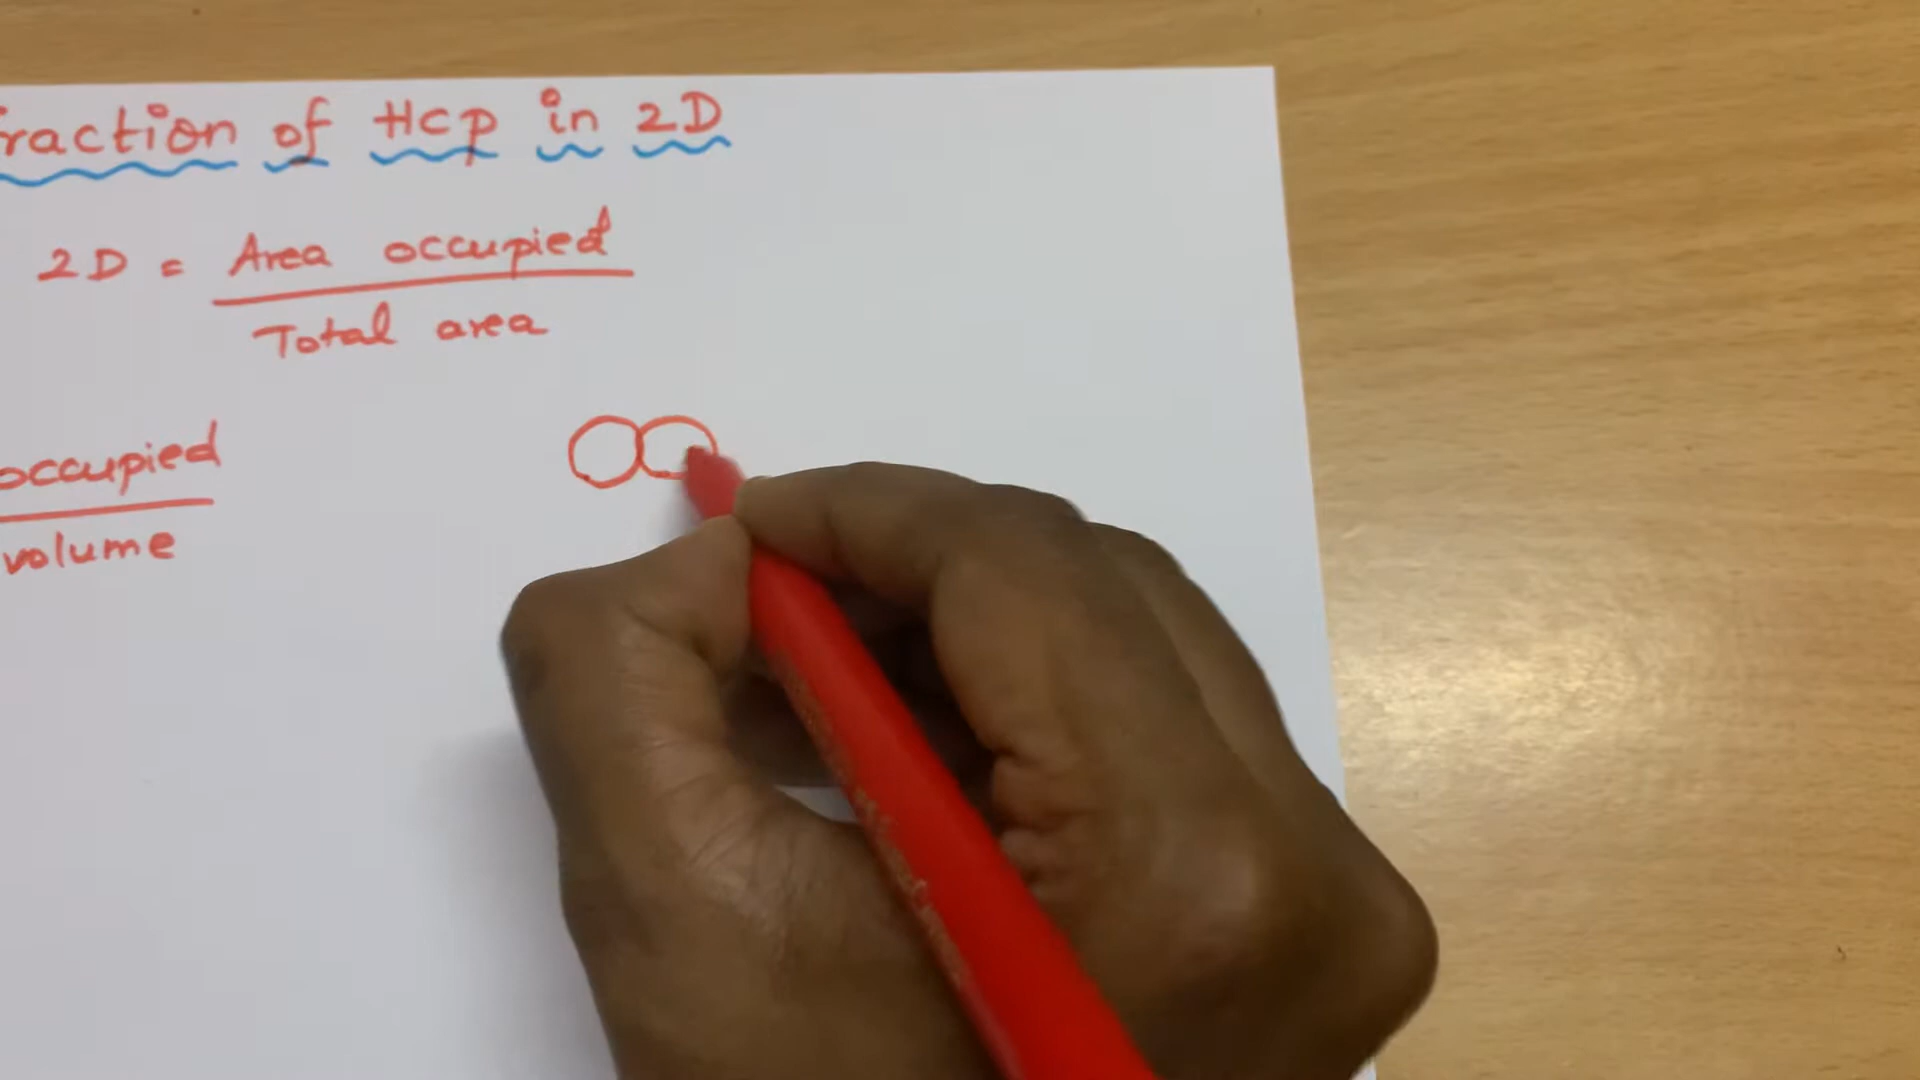 raction of Hcp in 2D
2D = Area occupied
Total area
occupied
volume